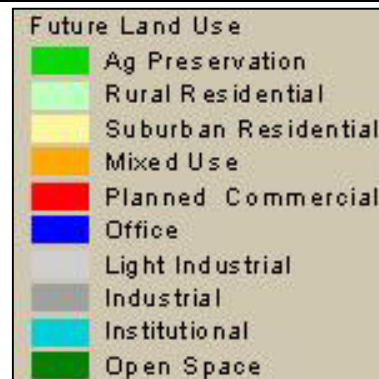 Future Land Use
Ag Preservation
Rural Residential
Suburban Residential
Mixed Use
Planned Commercial
Office
Light Industrial
Industrial
Institutional
Open Space